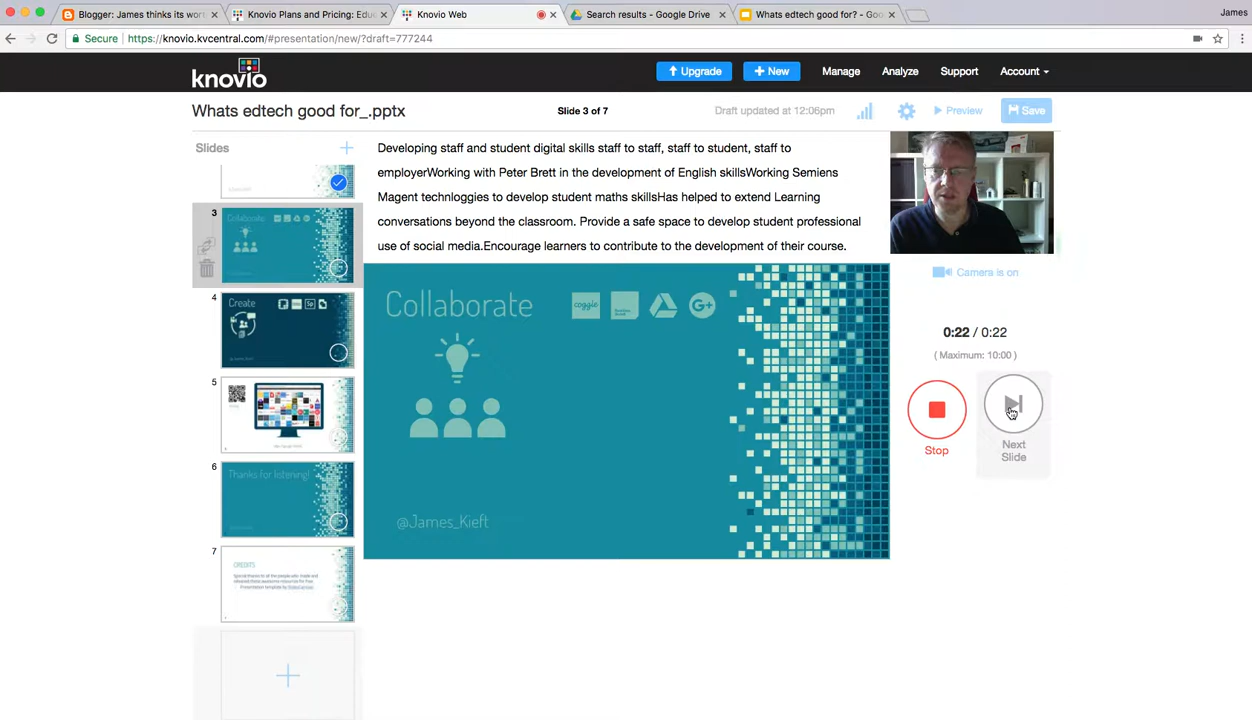 Blogger: James thinks its wor
Knovio Plans and Pricing: Edu
Knovio Web
Search results - Google Drive
Whats edtech good for? - Goo
James
Secure
https://knovio.kvcentral.com/#presentation/new/?draft=777244
knovio
Upgrade
+ New
Manage
Analyze
Support
Account
Whats edtech good for_.pptx
Slide 3 of 7
Draft updated at 12:06pm
Preview
Save
Slides
Developing staff and student digital skills staff to staff, staff to student, staff to
employerWorking with Peter Brett in the development of English skillsWorking Semiens
Magent techloggies to develop student maths skillsHas helped to extend Learning
conversations beyond the classroom. Provide a safe space to develop student professional
use of social media.Encourage learners to contribute to the development of their course.
3
Collaborate
4
Create
5
6
Thanks for listening!
7
CREDITS
Collaborate
coggle
G+
@James_Kieft
Camera is on
0:22 / 0:22
( Maximum: 10:00 )
Stop
Next
Slide